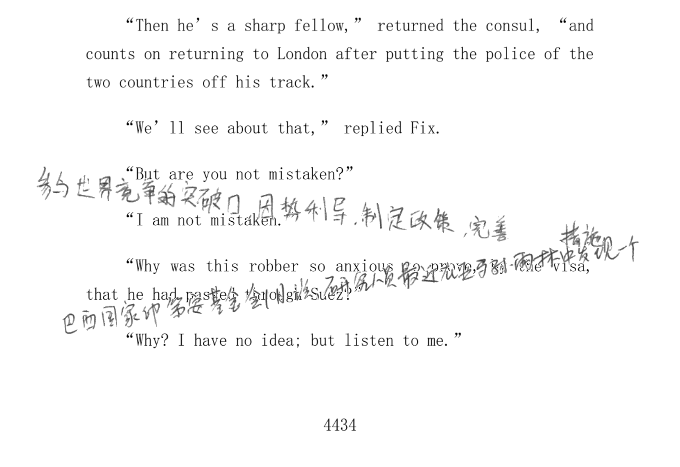 “Then he’s a sharp fellow,” returned the consul, “and
counts on returning to London after putting the police of the
two countries off his track.”
“We’ll see about that,” replied Fix.
“But are you not mistaken?”
参与世界竞争的突破口,因势利导,制定政策,完善
“I am not mistaken.”
措施
“Why was this robber so anxious to prove, by the visa,
that he had passed through Suez?”
巴西国家印第安基金会 研究人员最近在亚马孙雨林中发现一个
“Why? I have no idea; but listen to me.”
4434